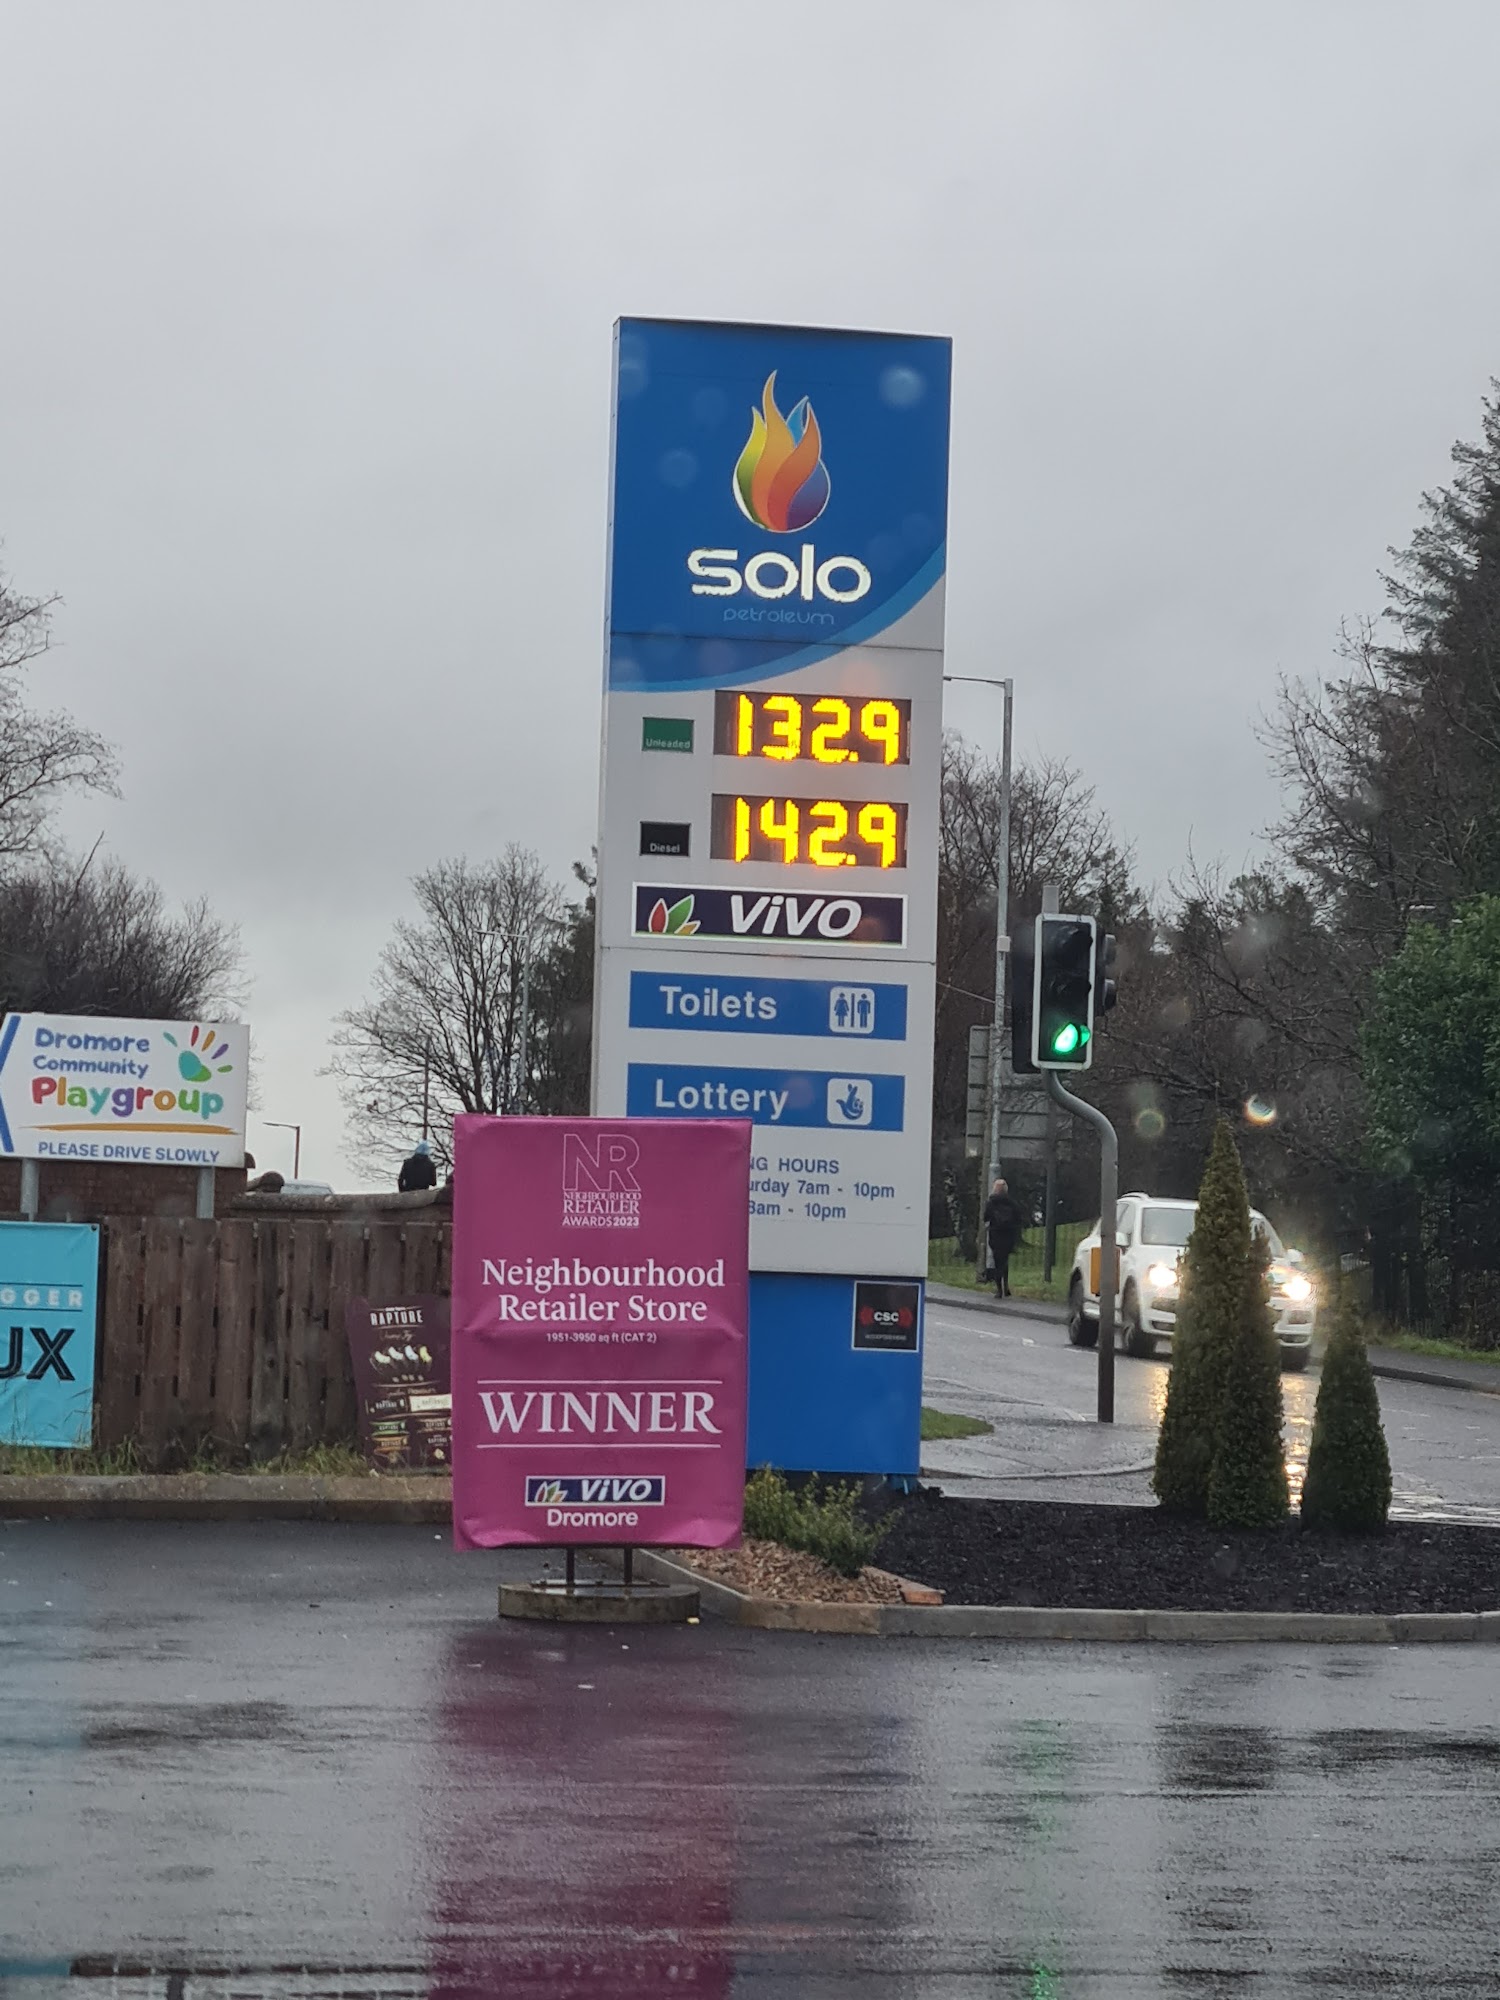 solo
petroleum
Unleaded
132.9
Diesel
142.9
ViVO
Toilets
Lottery
NG HOURS
urday 7am - 10pm
8am - 10pm
CSC
Dromore
Community
Playgroup
PLEASE DRIVE SLOWLY
GGER
UX
RAPTURE
NR
NEIGHBOURHOOD
RETAILER
AWARDS2023
Neighbourhood
Retailer Store
1951-3950 sq ft (CAT 2)
WINNER
ViVO
Dromore